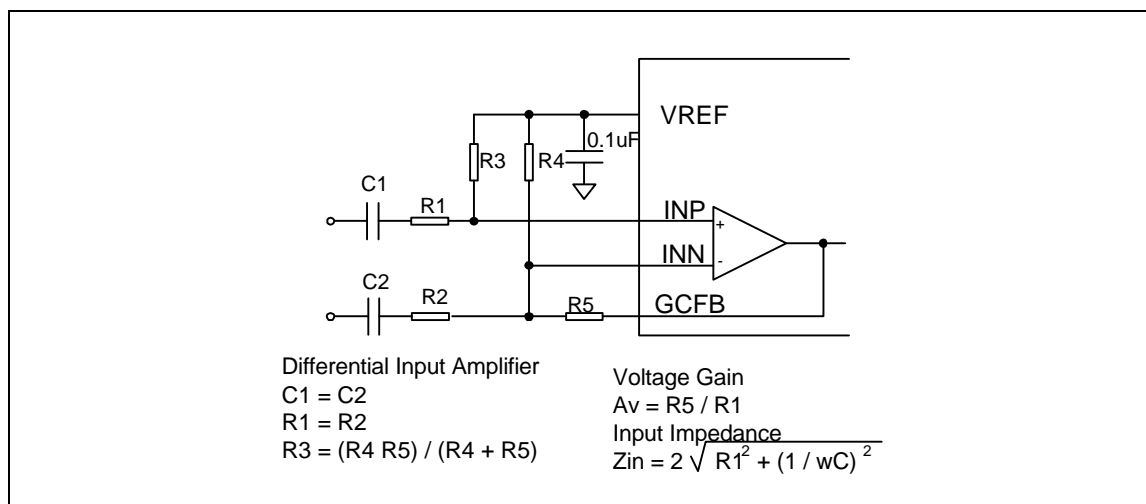 VREF
0.1uF
R3
R4
C1
R1
INP
+
INN
-
C2
R2
R5
GCFB
Differential Input Amplifier
C1 = C2
R1 = R2
R3 = (R4 R5) / (R4 + R5)
Voltage Gain
Av = R5 / R1
Input Impedance
Zin = 2 √ R1² + (1 / wC) ²